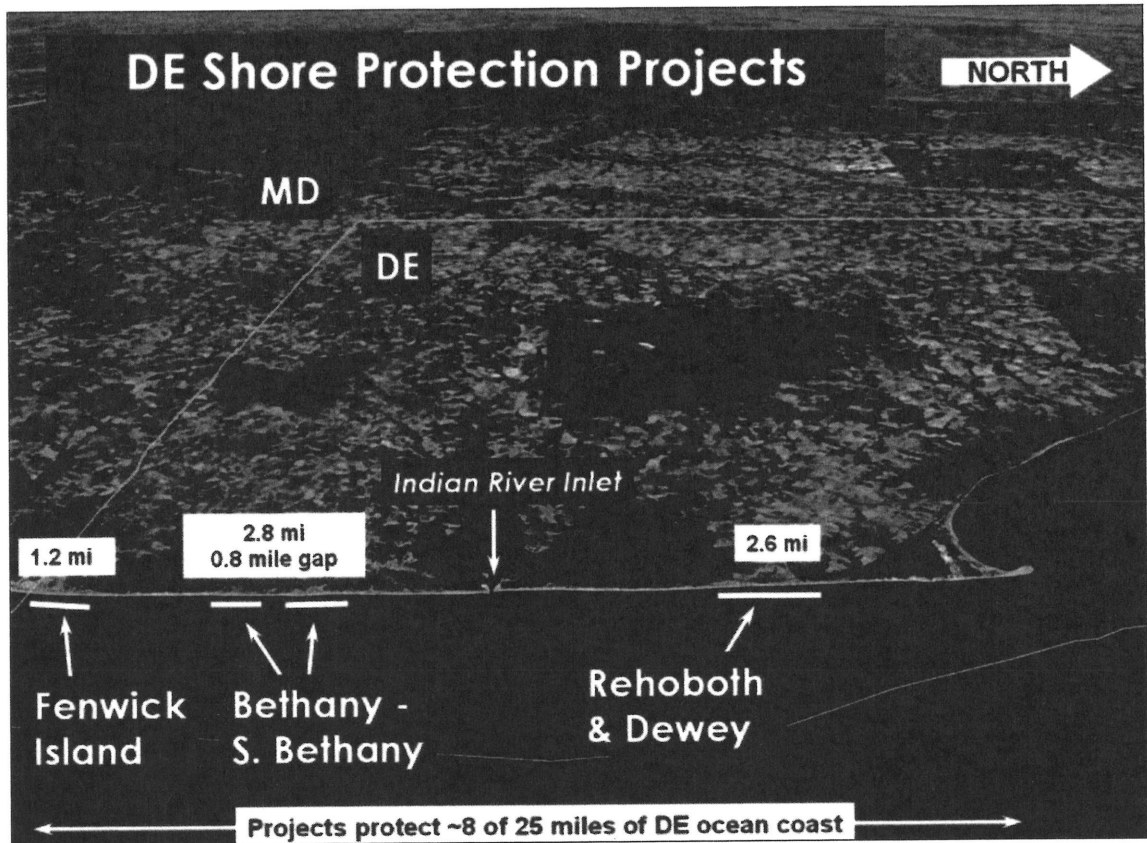 DE Shore Protection Projects
NORTH
MD
DE
Indian River Inlet
1.2 mi
2.8 mi
0.8 mile gap
2.6 mi
Fenwick
Island
Bethany -
S. Bethany
Rehoboth
& Dewey
Projects protect ~8 of 25 miles of DE ocean coast